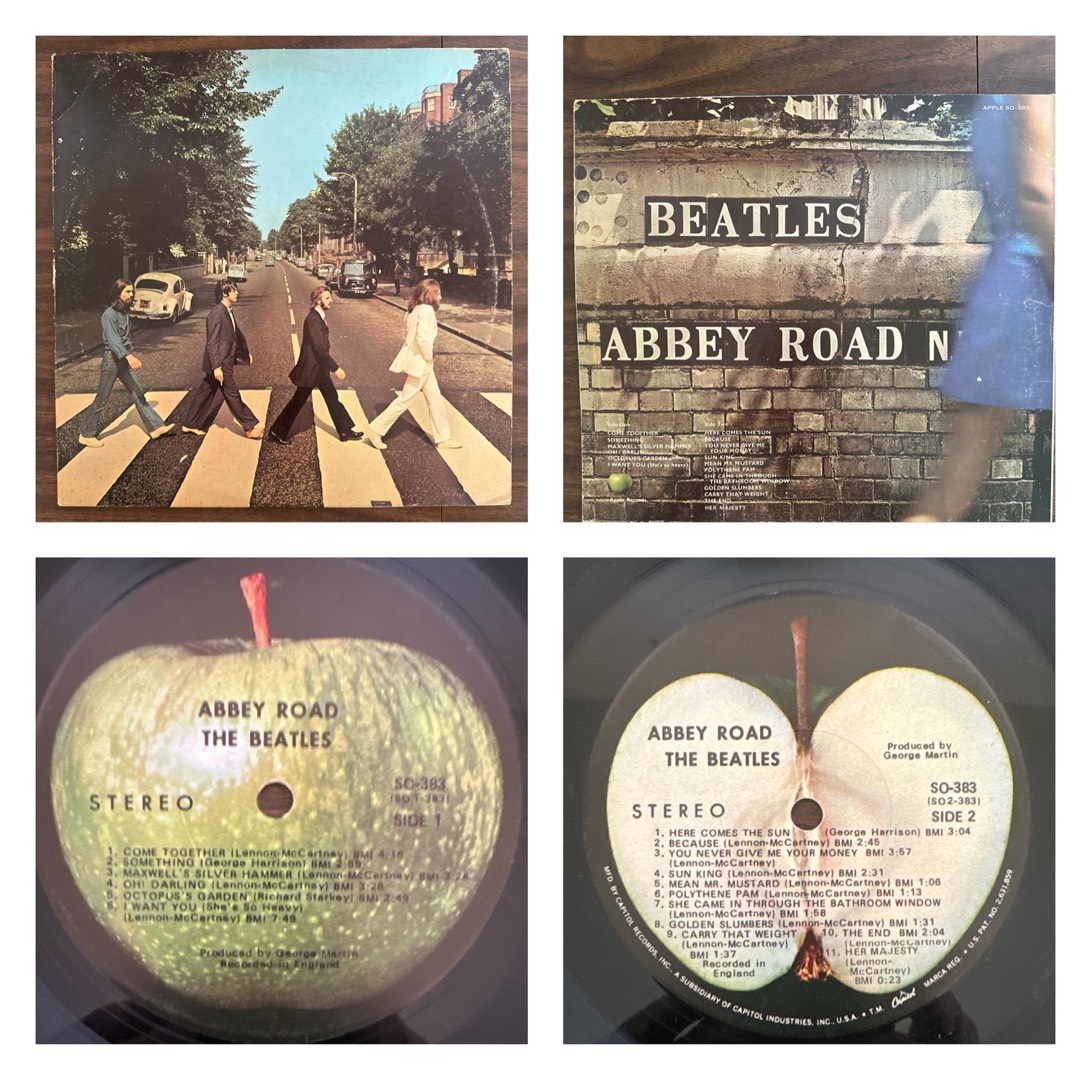 APPLE SO-383
BEATLES
ABBEY ROAD N
Side One
COME TOGETHER
SOMETHING
MAXWELL'S SILVER HAMMER
OH! DARLING
OCTOPUS'S GARDEN
I WANT YOU (She's so heavy)
Apple Records
Side Two
HERE COMES THE SUN
BECAUSE
YOU NEVER GIVE ME
YOUR MONEY
SUN KING
MEAN MR MUSTARD
POLYTHENE PAM
SHE CAME IN THROUGH
THE BATHROOM WINDOW
GOLDEN SLUMBERS
CARRY THAT WEIGHT
THE END
HER MAJESTY
ABBEY ROAD
THE BEATLES
STEREO
SO-383
(SO1-383)
SIDE 1
1. COME TOGETHER (Lennon-McCartney) BMI 4:16
2. SOMETHING (George Harrison) BMI 2:59
3. MAXWELL'S SILVER HAMMER (Lennon-McCartney) BMI 3:24
4. OH! DARLING (Lennon-McCartney) BMI 3:28
5. OCTOPUS'S GARDEN (Richard Starkey) BMI 2:49
6. I WANT YOU (She's So Heavy)
(Lennon-McCartney) BMI 7:49
Produced by George Martin
Recorded in England
ABBEY ROAD
THE BEATLES
Produced by
George Martin
STEREO
SO-383
(SO2-383)
SIDE 2
1. HERE COMES THE SUN (George Harrison) BMI 3:04
2. BECAUSE (Lennon-McCartney) BMI 2:45
3. YOU NEVER GIVE ME YOUR MONEY BMI 3:57
(Lennon-McCartney)
4. SUN KING (Lennon-McCartney) BMI 2:31
5. MEAN MR. MUSTARD (Lennon-McCartney) BMI 1:06
6. POLYTHENE PAM (Lennon-McCartney) BMI 1:13
7. SHE CAME IN THROUGH THE BATHROOM WINDOW
(Lennon-McCartney) BMI 1:58
8. GOLDEN SLUMBERS (Lennon-McCartney) BMI 1:31
9. CARRY THAT WEIGHT
(Lennon-McCartney)
BMI 1:37
10. THE END BMI 2:04
(Lennon-McCartney)
11. HER MAJESTY
(Lennon-
McCartney)
BMI 0:23
Recorded in
England
MFD. BY CAPITOL RECORDS, INC., A SUBSIDIARY OF CAPITOL INDUSTRIES, INC., U.S.A. • T.M. Capitol MARCA REG. • U.S. PAT. NO. 2,631,859